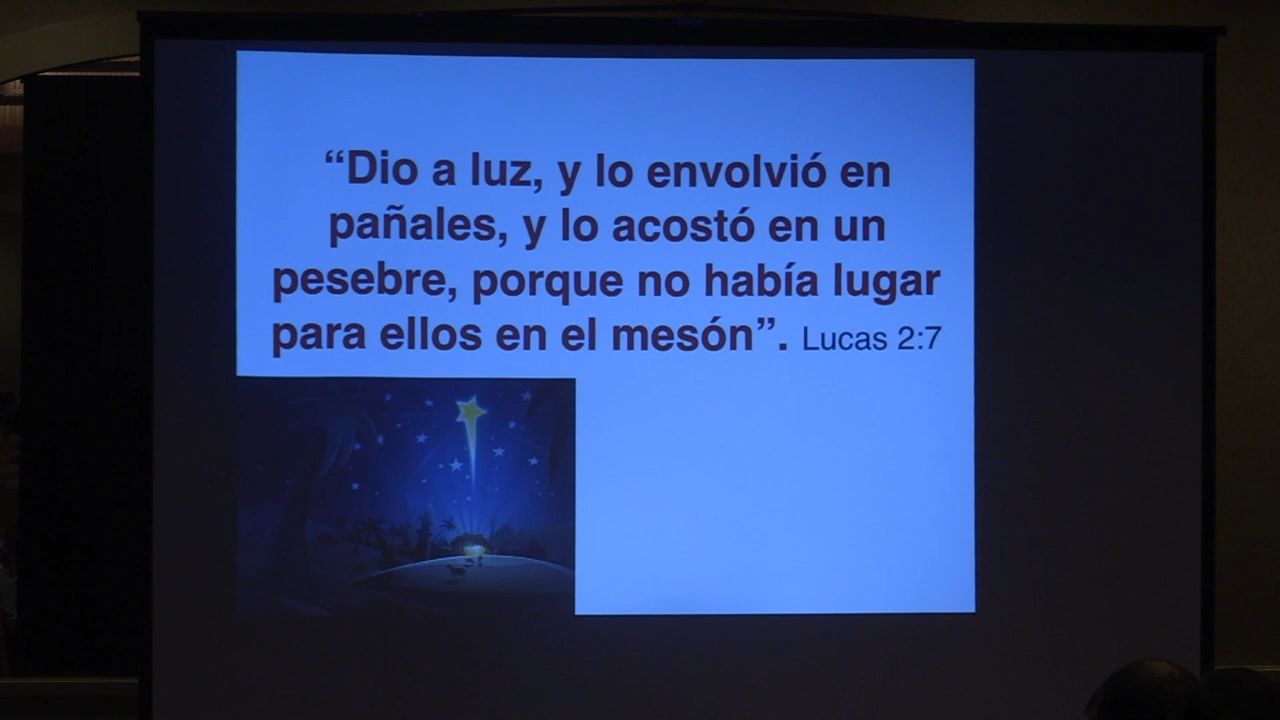 “Dio a luz, y lo envolvió en
pañales, y lo acostó en un
pesebre, porque no había lugar
para ellos en el mesón”. Lucas 2:7